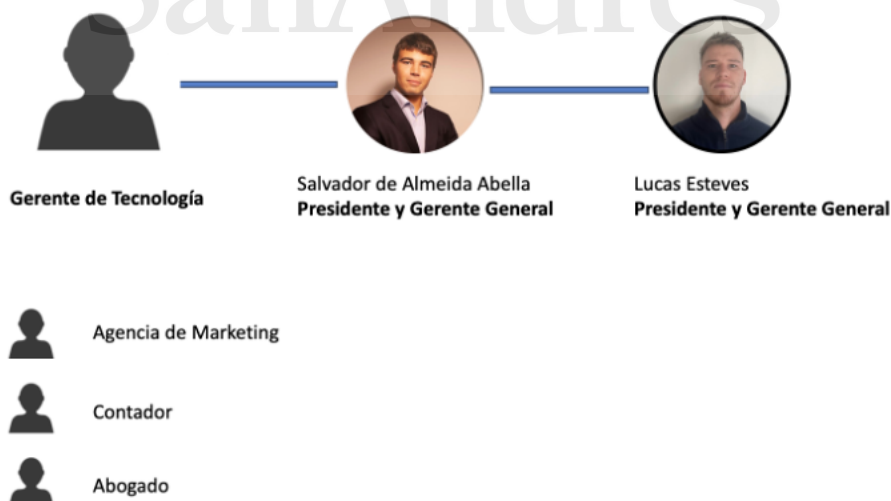 SanAndrés
Gerente de Tecnología
Salvador de Almeida Abella
Presidente y Gerente General
Lucas Esteves
Presidente y Gerente General
Agencia de Marketing
Contador
Abogado